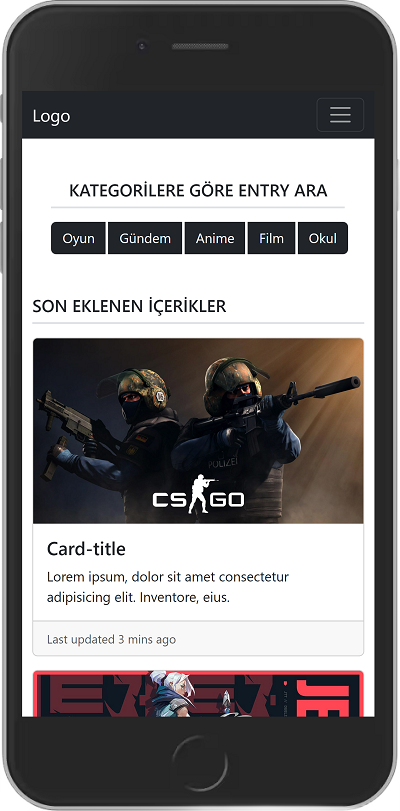 Logo
KATEGORİLERE GÖRE ENTRY ARA
Oyun Gündem Anime Film Okul
SON EKLENEN İÇERİKLER
POLIZEI
CS GO
Card-title
Lorem ipsum, dolor sit amet consectetur
adipisicing elit. Inventore, eius.
Last updated 3 mins ago
JE